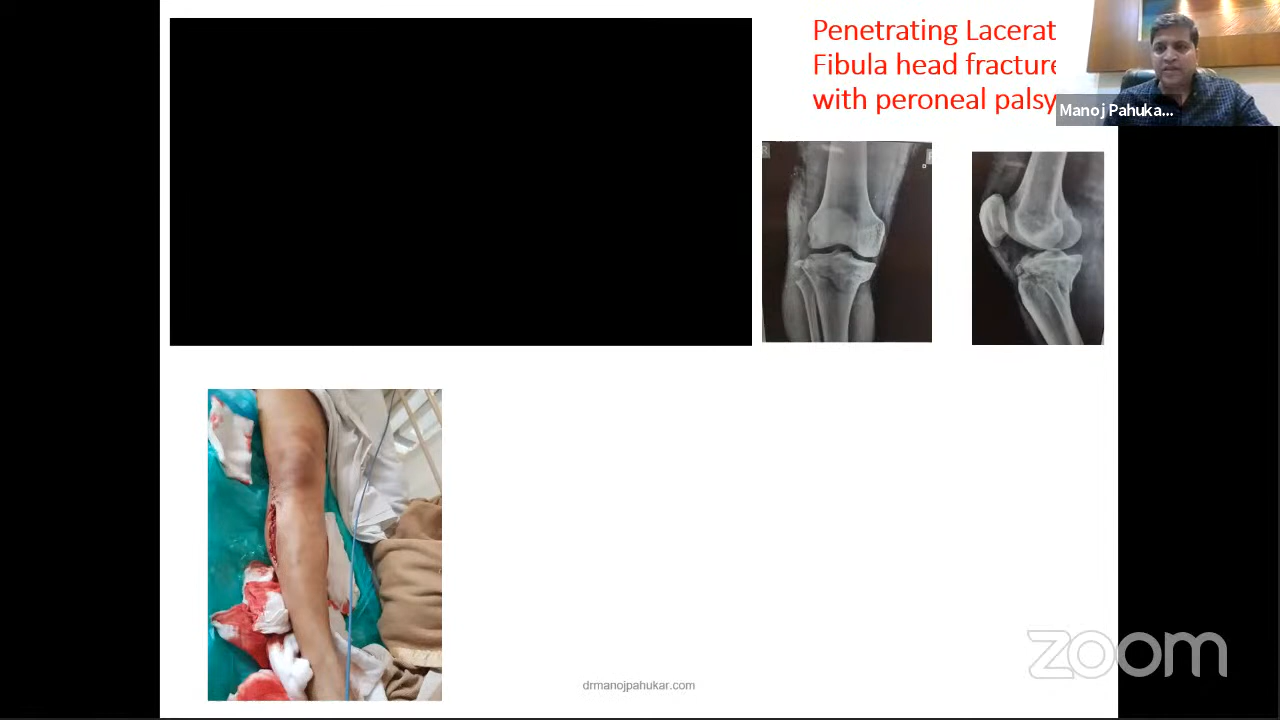 Penetrating Lacerat
Fibula head fracture
with peroneal palsy
Manoj Pahuka...
R
drmanojpahukar.com
zoom